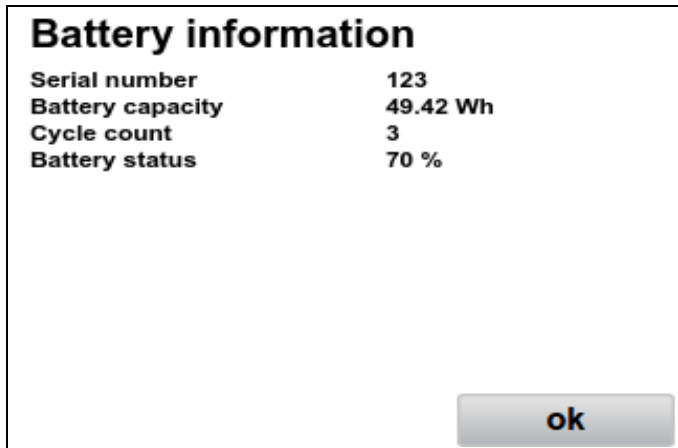 Battery information
Serial number 123
Battery capacity 49.42 Wh
Cycle count 3
Battery status 70 %
ok